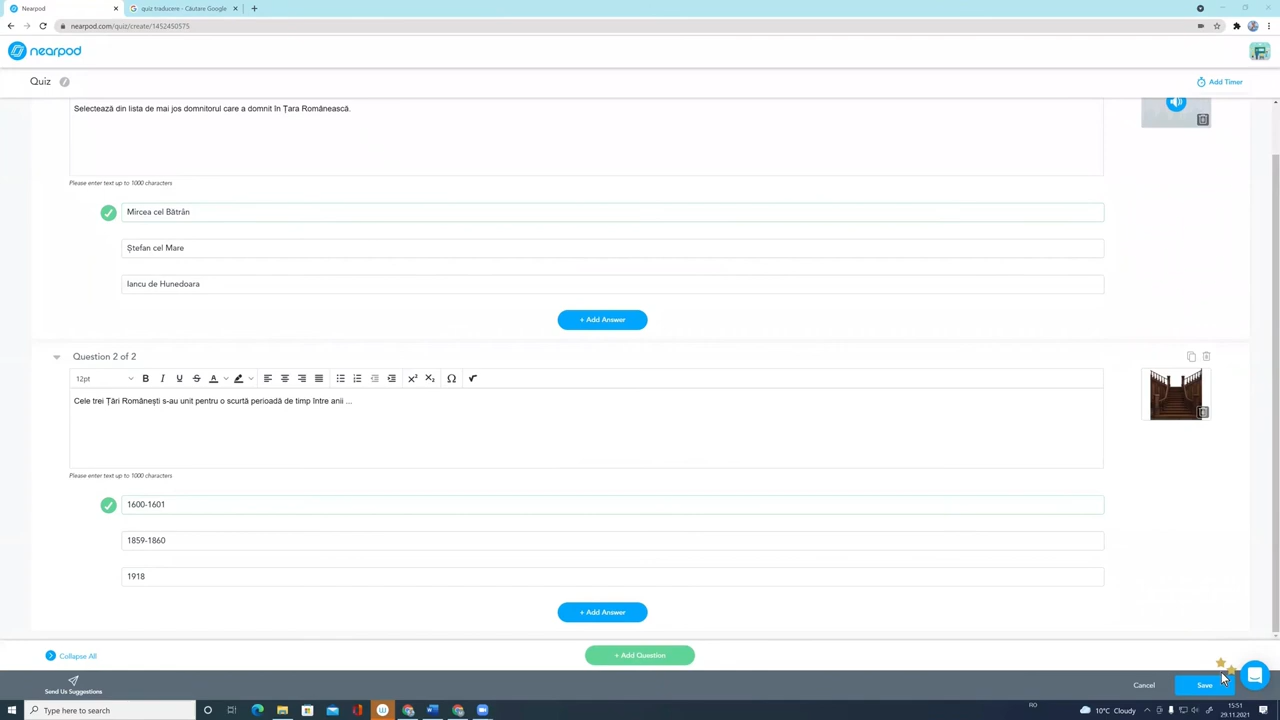 Nearpod
quiz traducere - Căutare Google
nearpod.com/quiz/create/1452450575
nearpod
Quiz
Add Timer
Selectează din lista de mai jos domnitorul care a domnit în Țara Românească.
Please enter text up to 1000 characters
Mircea cel Bătrân
Ștefan cel Mare
Iancu de Hunedoara
+ Add Answer
Question 2 of 2
12pt
B I U S A X² X₂ Ω √
Cele trei Țări Românești s-au unit pentru o scurtă perioadă de timp între anii ...
Please enter text up to 1000 characters
1600-1601
1859-1860
1918
+ Add Answer
Collapse All
+ Add Question
Send Us Suggestions
Cancel
Save
Type here to search
10°C Cloudy
RO
15:51
29.11.2021